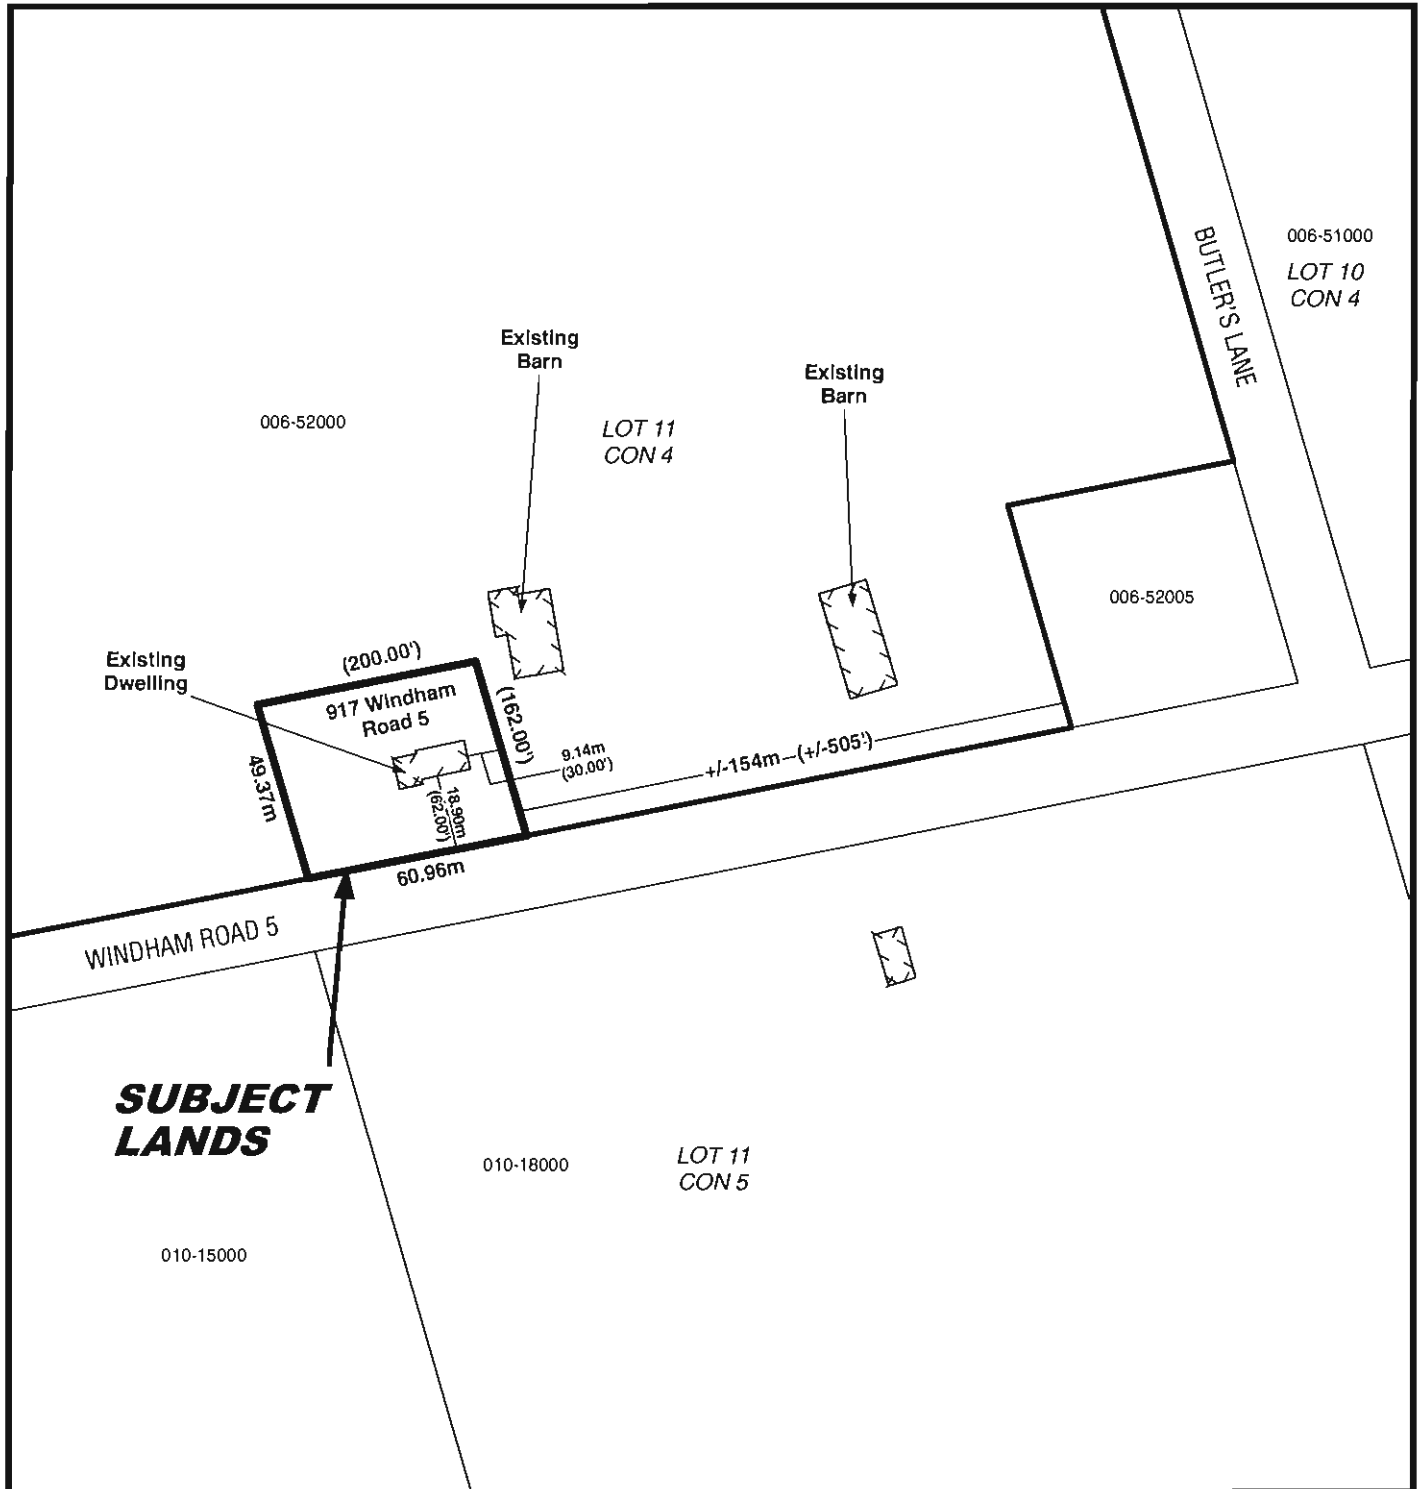 BUTLER'S LANE
006-51000
LOT 10
CON 4
Existing
Barn
Existing
Barn
006-52000
LOT 11
CON 4
006-52005
Existing
Dwelling
(200.00')
917 Windham
Road 5
(162.00')
49.37m
9.14m
(30.00')
18.90m
(62.00')
+/-154m (+/-505')
60.96m
WINDHAM ROAD 5
SUBJECT
LANDS
010-18000
LOT 11
CON 5
010-15000